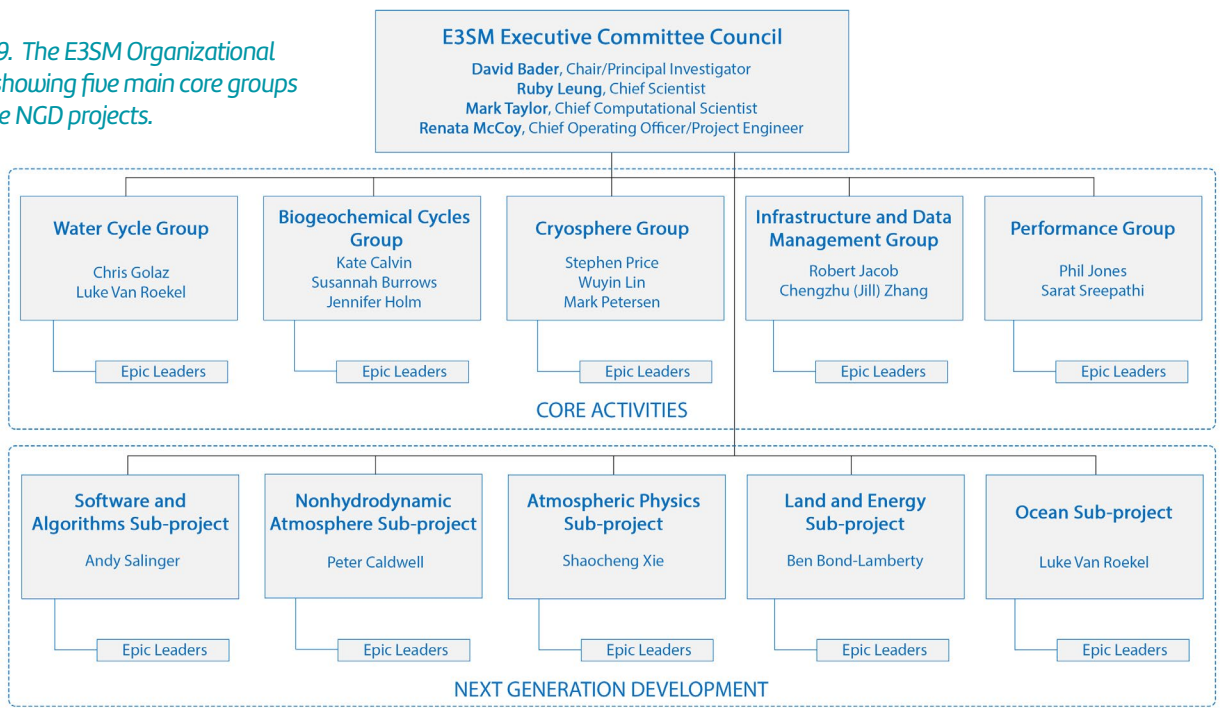 9. The E3SM Organizational
showing five main core groups
e NGD projects.
E3SM Executive Committee Council
David Bader, Chair/Principal Investigator
Ruby Leung, Chief Scientist
Mark Taylor, Chief Computational Scientist
Renata McCoy, Chief Operating Officer/Project Engineer
Water Cycle Group
Chris Golaz
Luke Van Roekel
Epic Leaders
Biogeochemical Cycles
Group
Kate Calvin
Susannah Burrows
Jennifer Holm
Epic Leaders
Cryosphere Group
Stephen Price
Wuyin Lin
Mark Petersen
Epic Leaders
Infrastructure and Data
Management Group
Robert Jacob
Chengzhu (Jill) Zhang
Epic Leaders
Performance Group
Phil Jones
Sarat Sreepathi
Epic Leaders
CORE ACTIVITIES
Software and
Algorithms Sub-project
Andy Salinger
Epic Leaders
Nonhydrodynamic
Atmosphere Sub-project
Peter Caldwell
Epic Leaders
Atmospheric Physics
Sub-project
Shaocheng Xie
Epic Leaders
Land and Energy
Sub-project
Ben Bond-Lamberty
Epic Leaders
Ocean Sub-project
Luke Van Roekel
Epic Leaders
NEXT GENERATION DEVELOPMENT